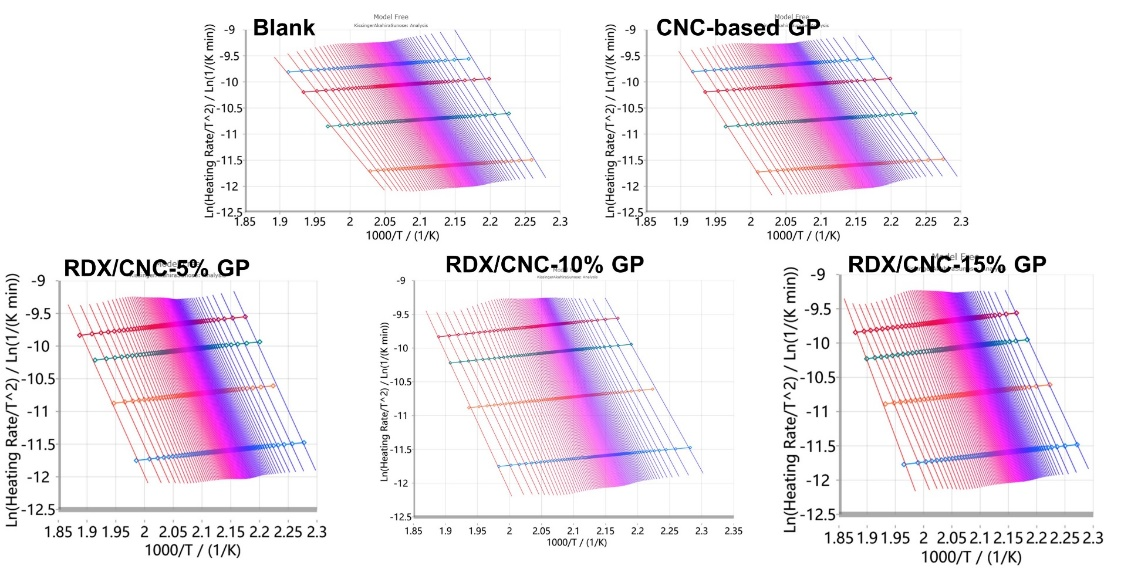 Model Free
KissingerAkahiraSunose Analysis
Blank
Ln(Heating Rate/T^2) / Ln(1/(K min))
-9
-9.5
-10
-10.5
-11
-11.5
-12
-12.5
1.85 1.9 1.95 2 2.05 2.1 2.15 2.2 2.25 2.3
1000/T / (1/K)
CNC-based GP
Ln(Heating Rate/T^2) / Ln(1/(K min))
-9
-9.5
-10
-10.5
-11
-11.5
-12
-12.5
1.85 1.9 1.95 2 2.05 2.1 2.15 2.2 2.25 2.3
1000/T / (1/K)
RDX/CNC-5% GP
Ln(Heating Rate/T^2) / Ln(1/(K min))
-9
-9.5
-10
-10.5
-11
-11.5
-12
-12.5
1.85 1.9 1.95 2 2.05 2.1 2.15 2.2 2.25 2.3
1000/T / (1/K)
RDX/CNC-10% GP
Ln(Heating Rate/T^2) / Ln(1/(K min))
-9
-9.5
-10
-10.5
-11
-11.5
-12
-12.5
1.85 1.9 1.95 2 2.05 2.1 2.15 2.2 2.25 2.3 2.35
1000/T / (1/K)
RDX/CNC-15% GP
Ln(Heating Rate/T^2) / Ln(1/(K min))
-9
-9.5
-10
-10.5
-11
-11.5
-12
-12.5
1.85 1.9 1.95 2 2.05 2.1 2.15 2.2 2.25 2.3
1000/T / (1/K)